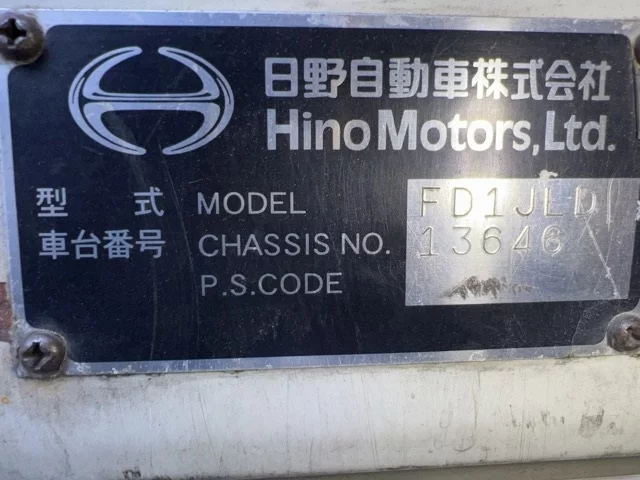 日野自動車株式会社
Hino Motors, Ltd.
型 式 MODEL FD1JLD
車台番号 CHASSIS NO. 13646
P.S.CODE